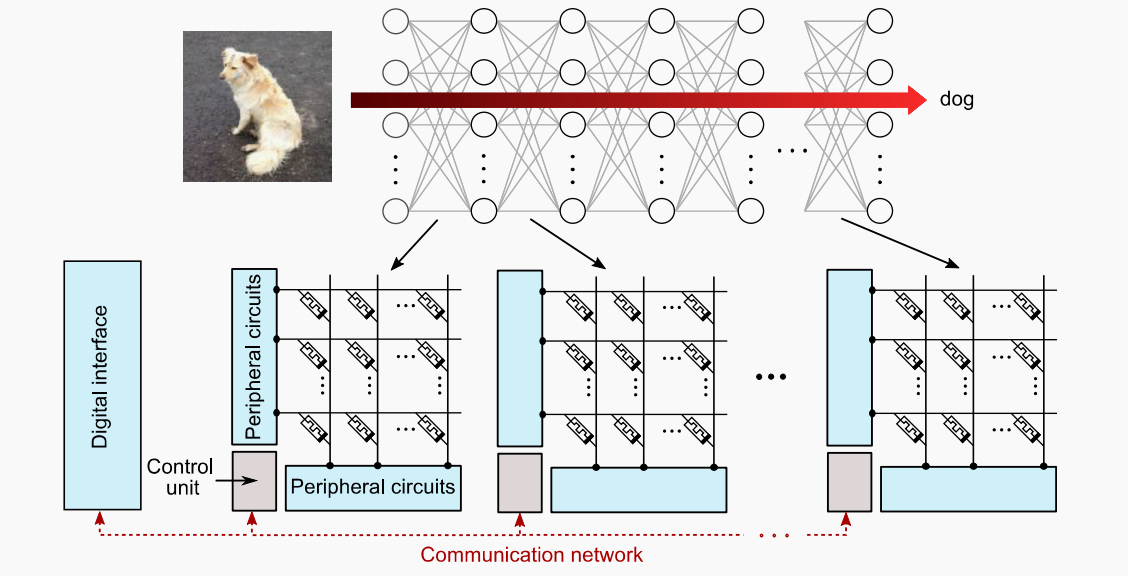 dog
Digital interface
Peripheral circuits
Control
unit
Peripheral circuits
Communication network